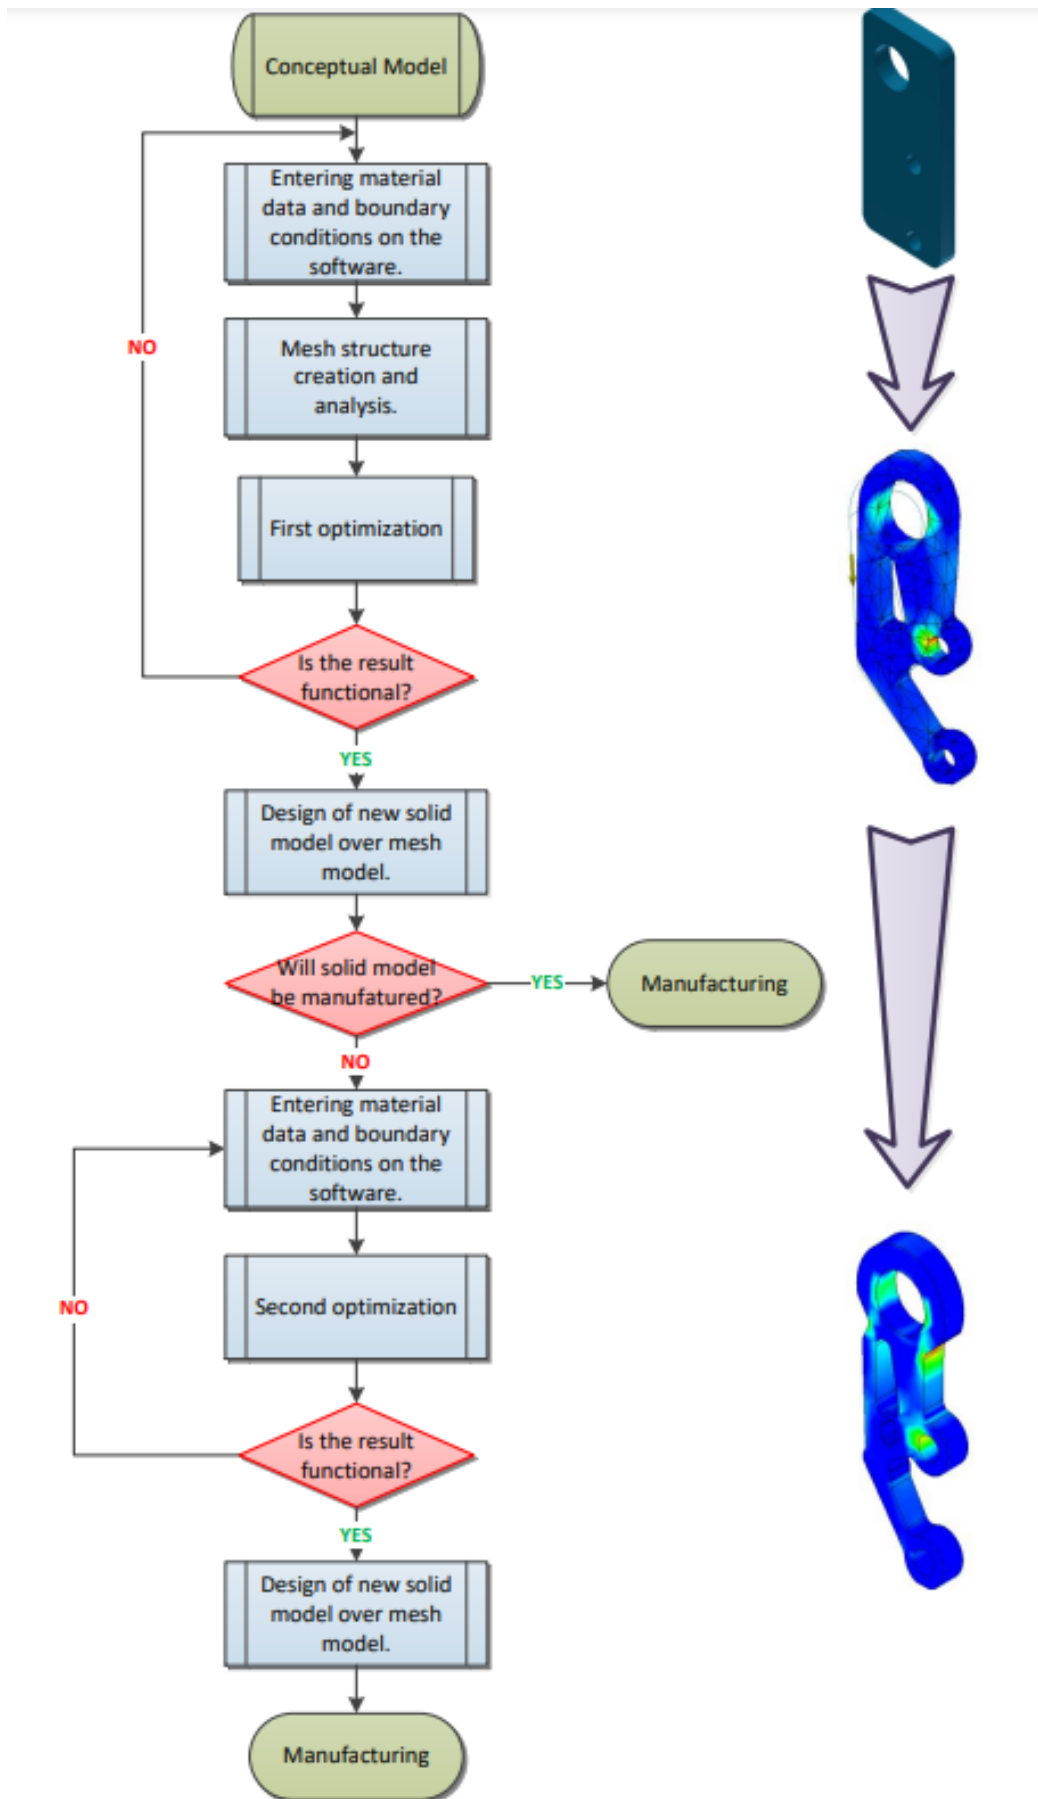 Conceptual Model
Entering material
data and boundary
conditions on the
software.
NO
Mesh structure
creation and
analysis.
First optimization
Is the result
functional?
YES
Design of new solid
model over mesh
model.
Will solid model
be manufatured?
YES
Manufacturing
NO
Entering material
data and boundary
conditions on the
software.
NO
Second optimization
Is the result
functional?
YES
Design of new solid
model over mesh
model.
Manufacturing